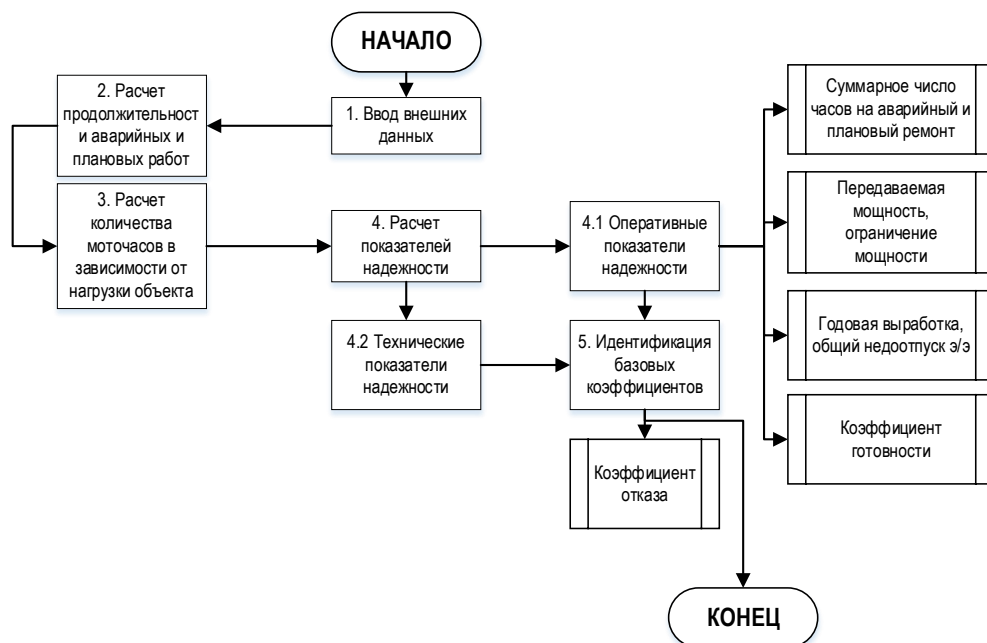 НАЧАЛО
1. Ввод внешних
данных
2. Расчет
продолжительност
и аварийных и
плановых работ
3. Расчет
количества
моточасов в
зависимости от
нагрузки объекта
4. Расчет
показателей
надежности
4.1 Оперативные
показатели
надежности
Суммарное число
часов на аварийный и
плановый ремонт
Передаваемая
мощность,
ограничение
мощности
Годовая выработка,
общий недоотпуск э/э
Коэффициент
готовности
4.2 Технические
показатели
надежности
5. Идентификация
базовых
коэффициентов
Коэффициент
отказа
КОНЕЦ